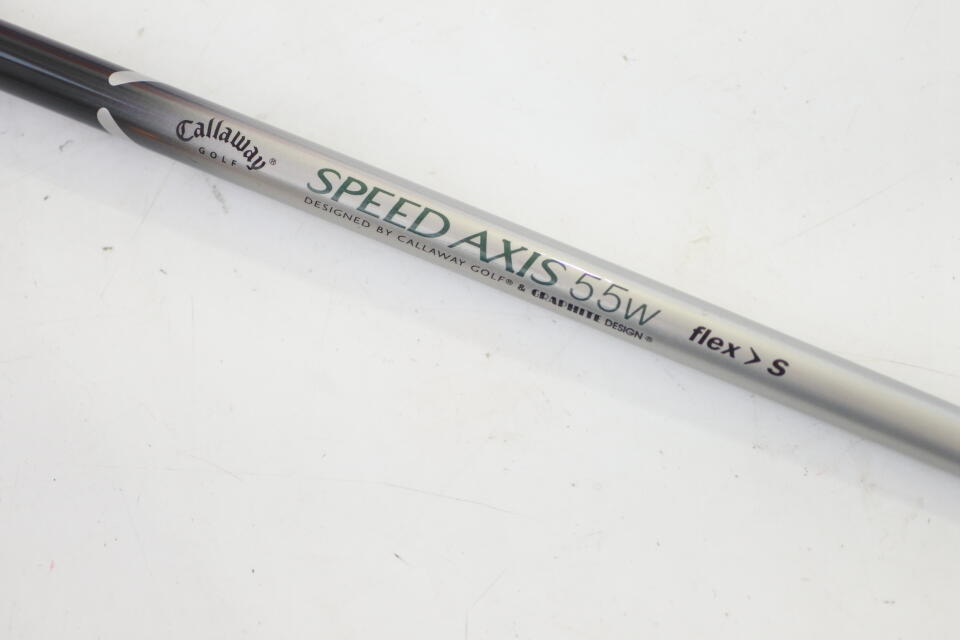 Callaway®
GOLF
SPEED AXIS 55w
DESIGNED BY CALLAWAY GOLF® & GRAPHITE DESIGN®
flex > S